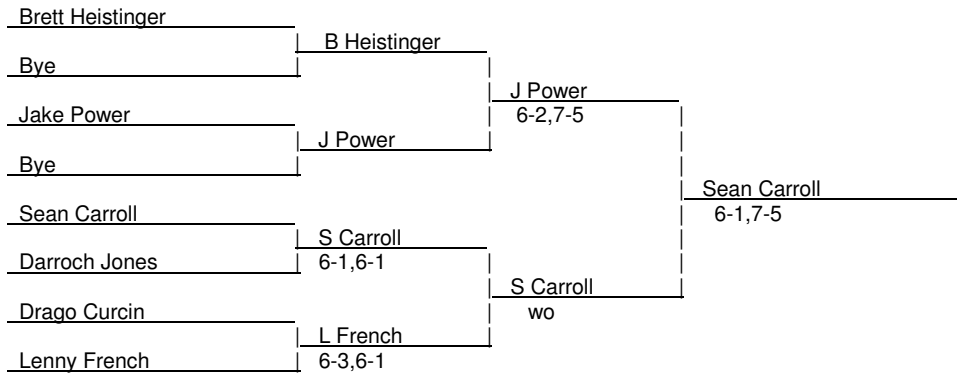 Brett Heistinger
B Heistinger
Bye
J Power
6-2,7-5
Jake Power
J Power
Bye
Sean Carroll
6-1,7-5
Sean Carroll
S Carroll
6-1,6-1
Darroch Jones
S Carroll
wo
Drago Curcin
L French
6-3,6-1
Lenny French